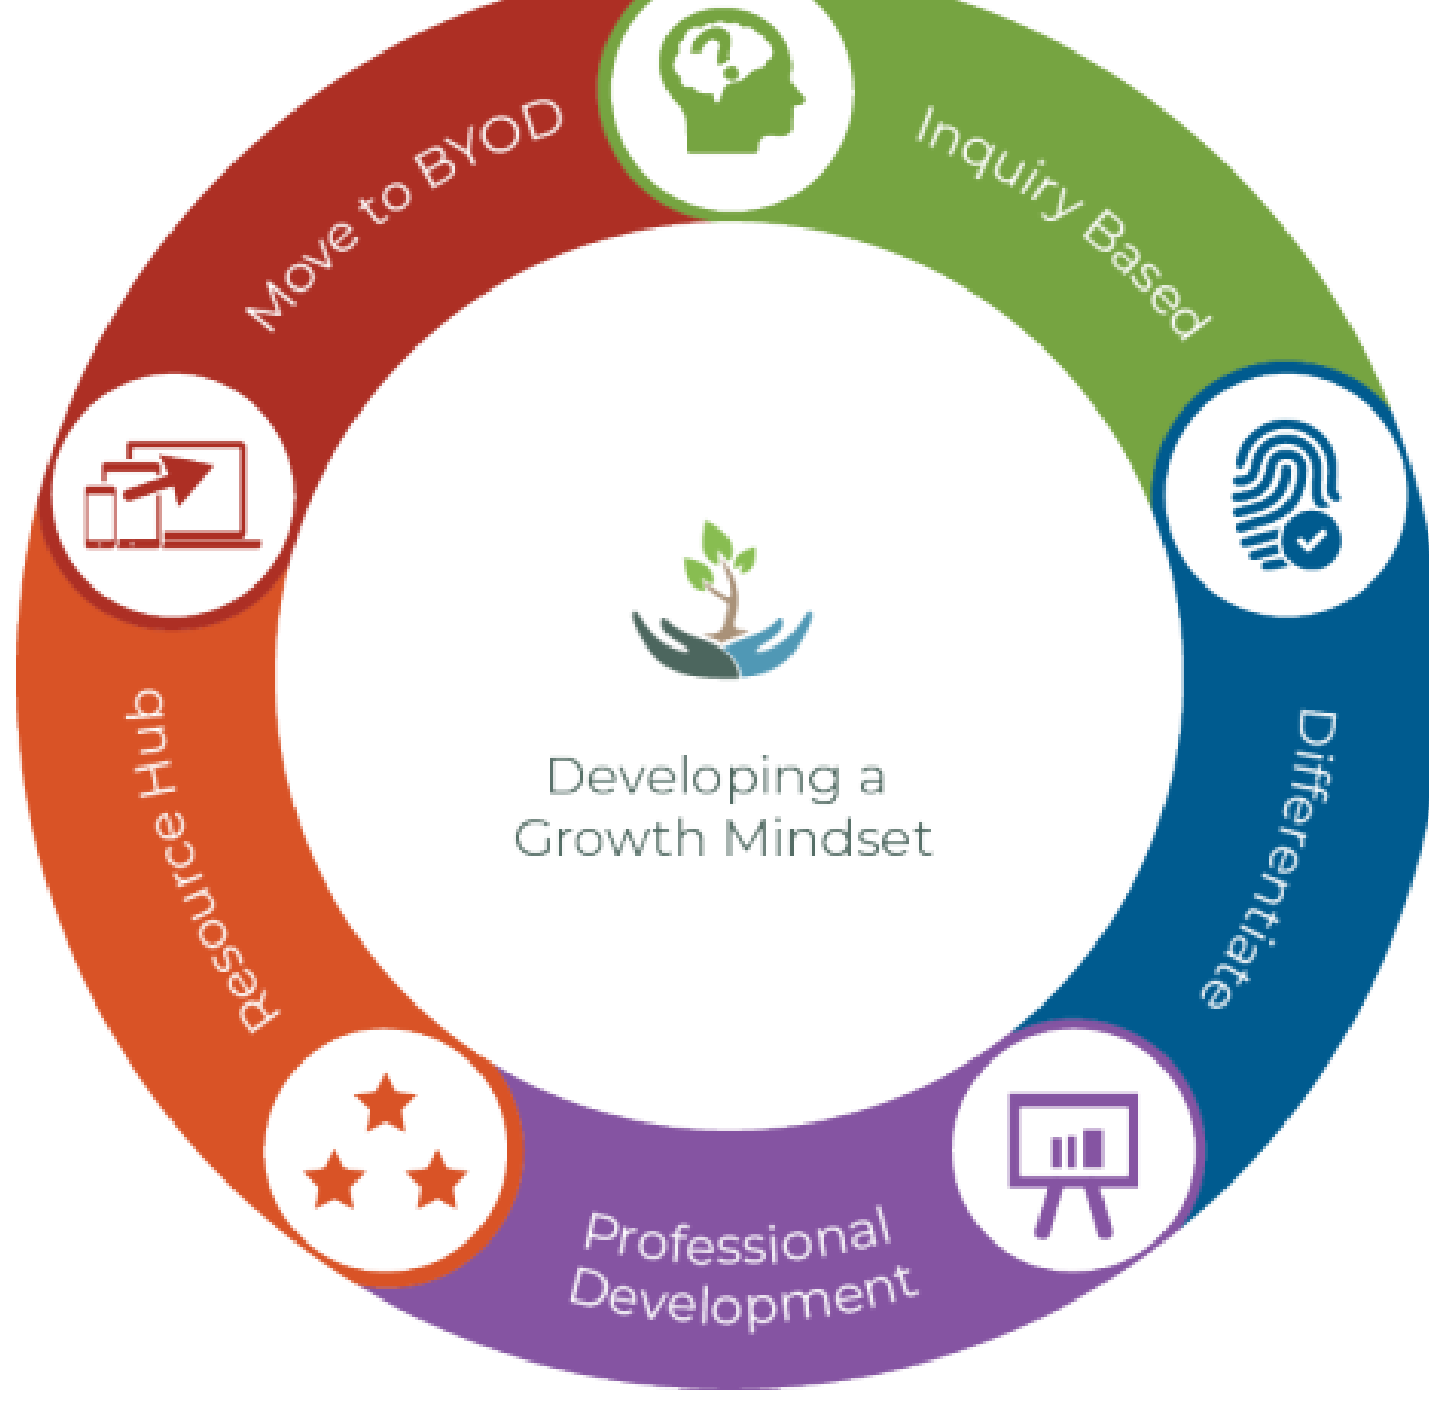 Move to BYOD
Inquiry Based
Differentiate
Professional
Development
Resource Hub
Developing a
Growth Mindset